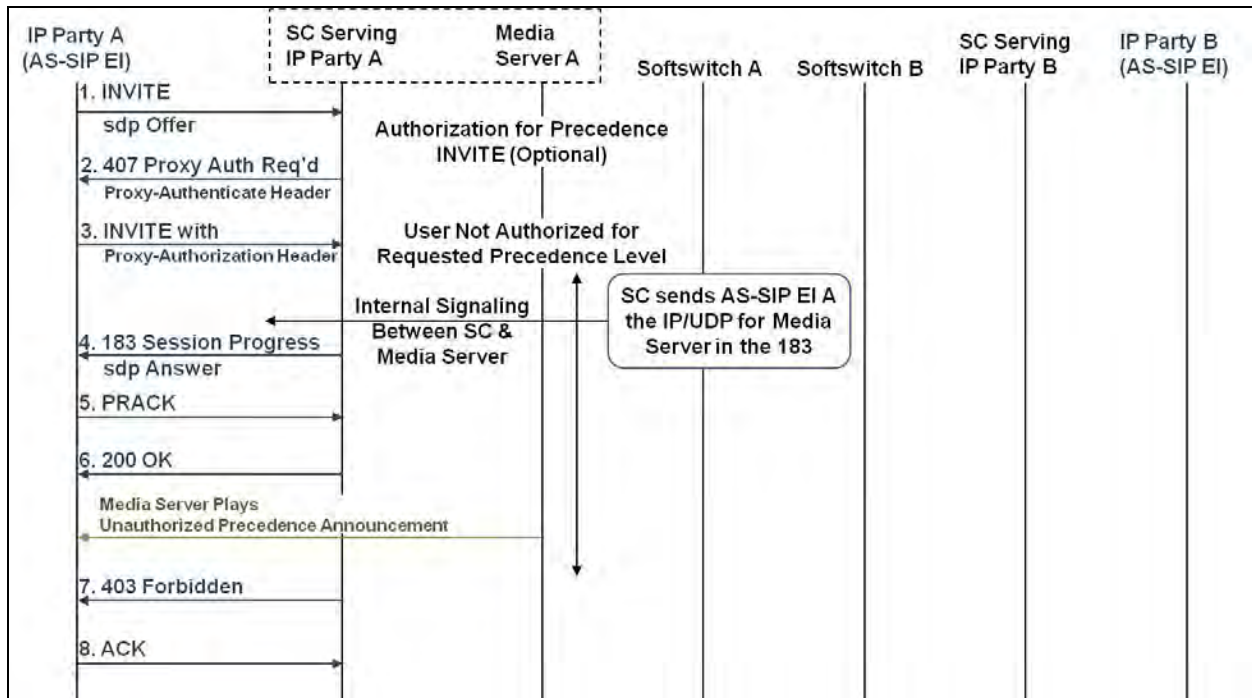 IP Party A
(AS-SIP EI)
SC Serving
IP Party A
Media
Server A
Softswitch A
Softswitch B
SC Serving
IP Party B
IP Party B
(AS-SIP EI)
1. INVITE
sdp Offer
Authorization for Precedence
INVITE (Optional)
2. 407 Proxy Auth Req'd
Proxy-Authenticate Header
3. INVITE with
Proxy-Authorization Header
User Not Authorized for
Requested Precedence Level
Internal Signaling
Between SC &
Media Server
SC sends AS-SIP EI A
the IP/UDP for Media
Server in the 183
4. 183 Session Progress
sdp Answer
5. PRACK
6. 200 OK
Media Server Plays
Unauthorized Precedence Announcement
7. 403 Forbidden
8. ACK